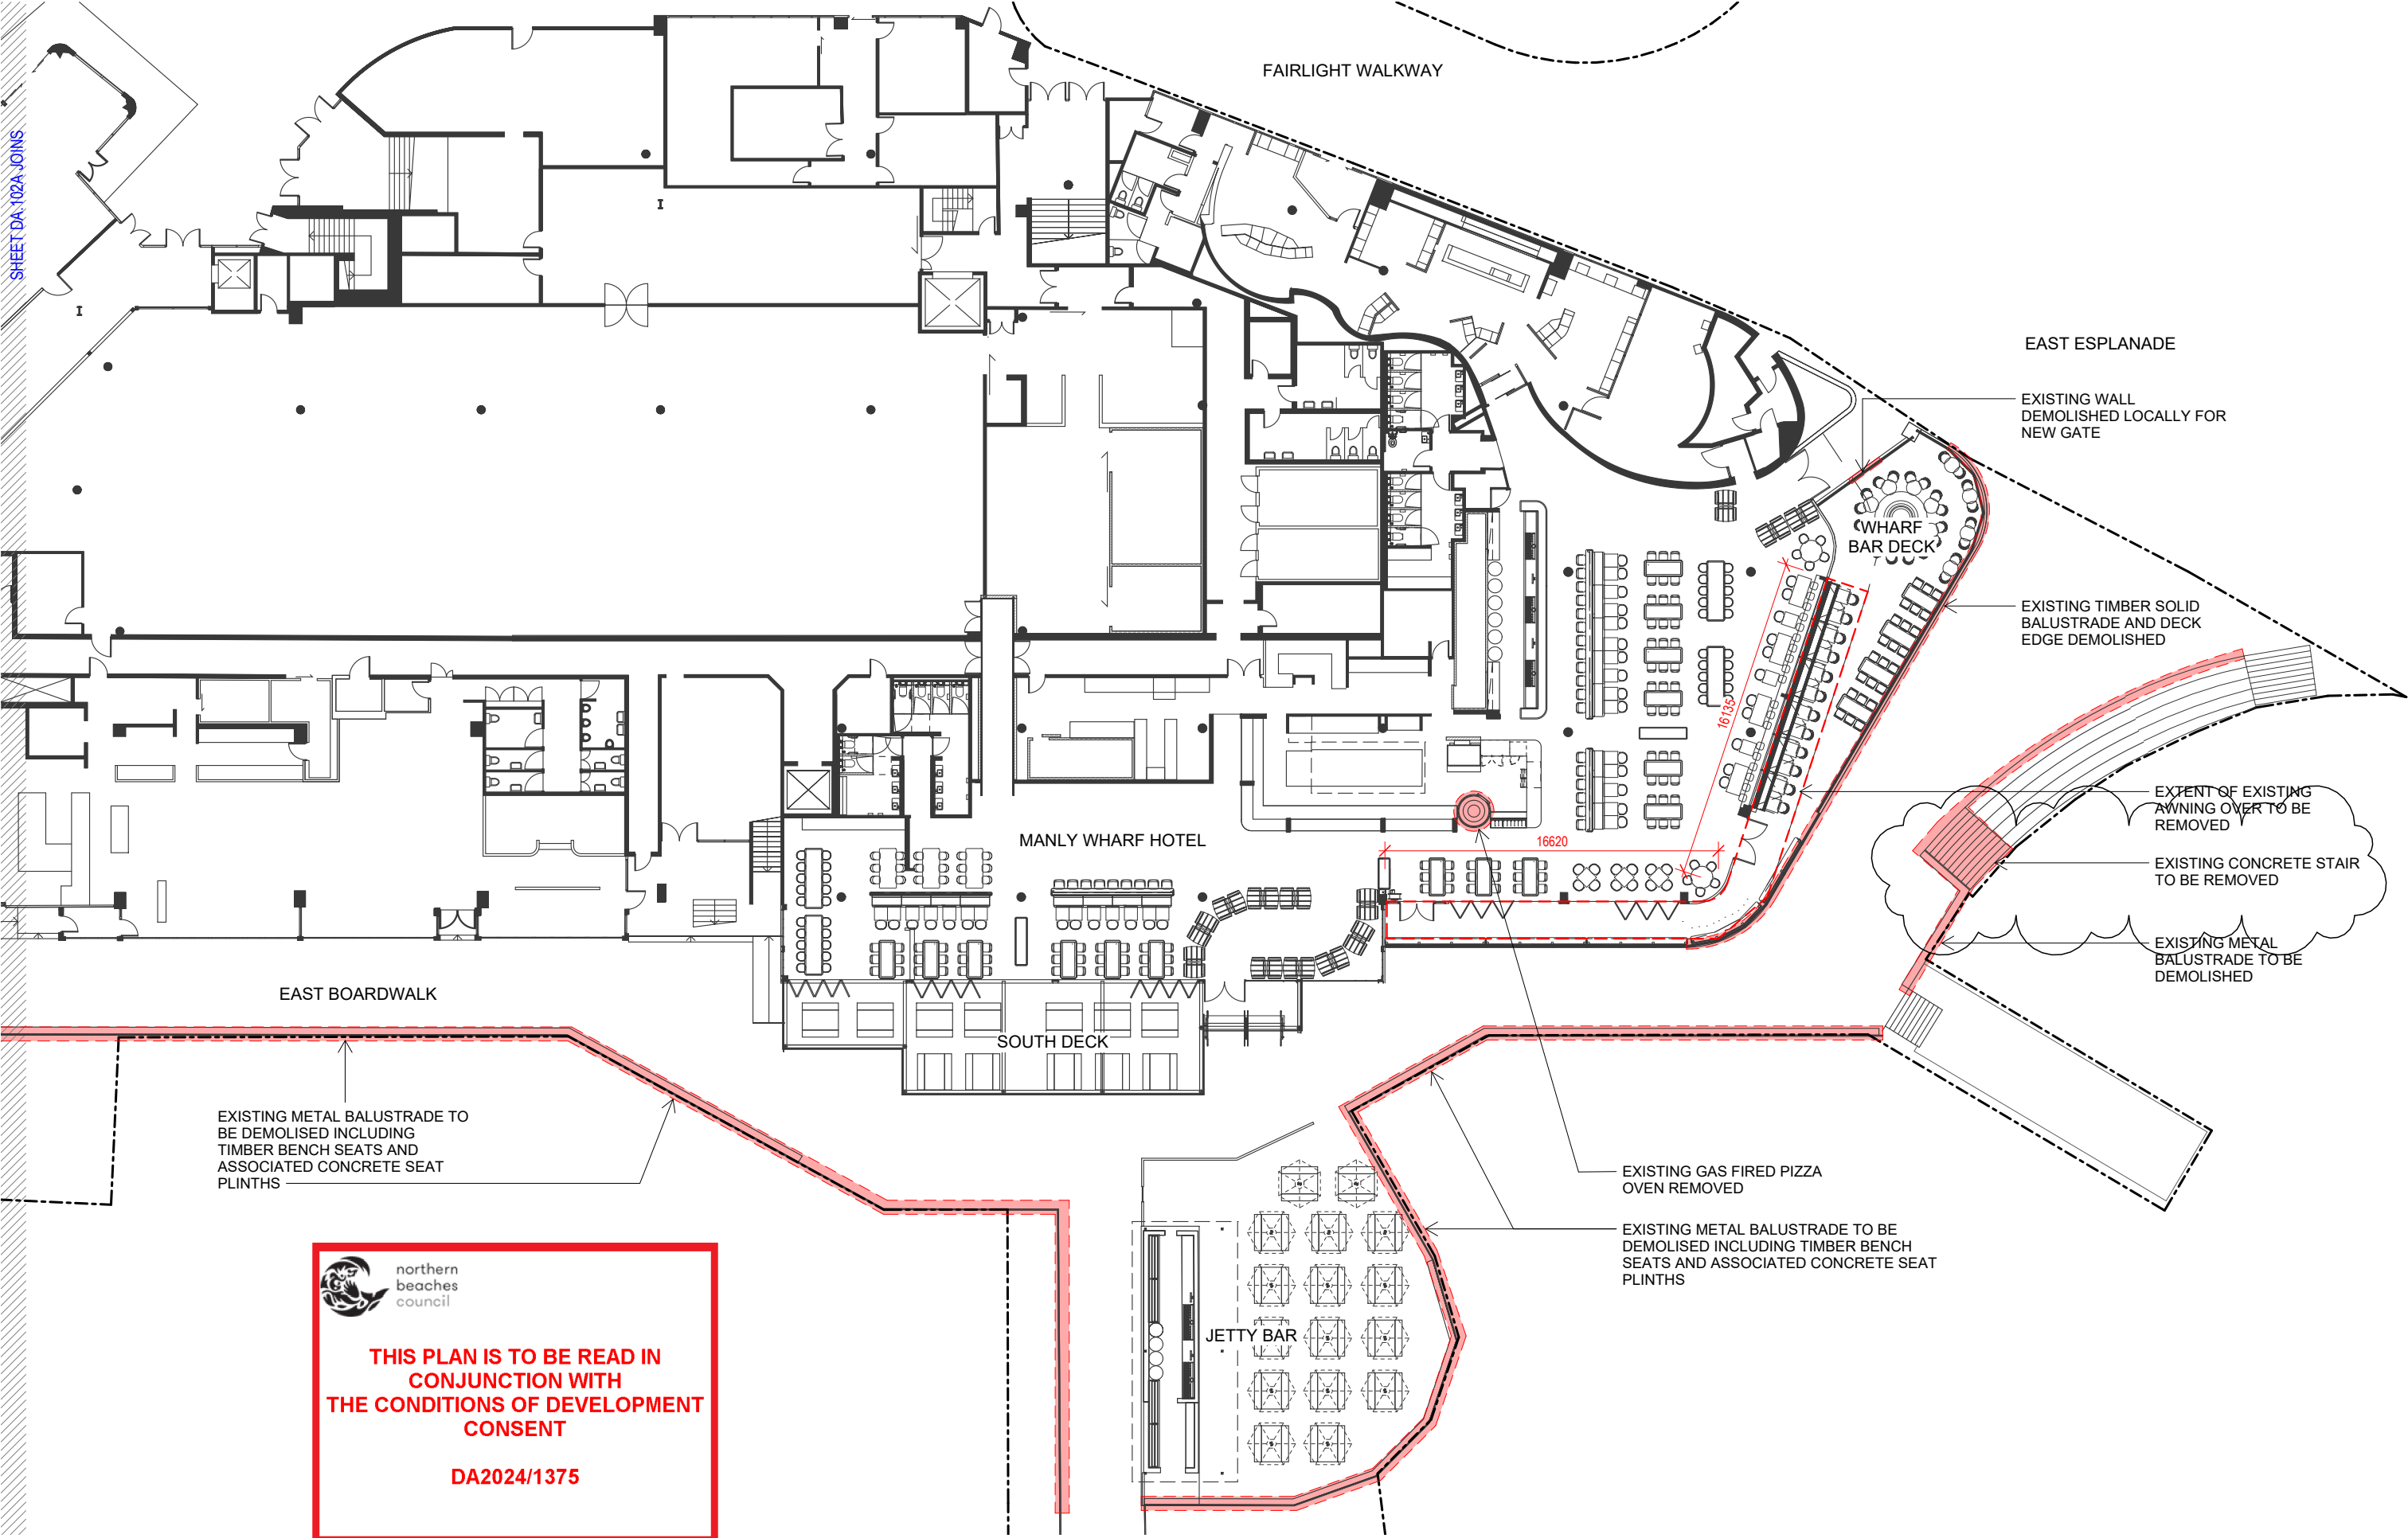 FAIRLIGHT WALKWAY
SHEET DA.102A JOINS
EAST ESPLANADE
EXISTING WALL
DEMOLISHED LOCALLY FOR
NEW GATE
WHARF
BAR DECK
EXISTING TIMBER SOLID
BALUSTRADE AND DECK
EDGE DEMOLISHED
16135
EXTENT OF EXISTING
AWNING OVER TO BE
REMOVED
MANLY WHARF HOTEL
16620
EXISTING CONCRETE STAIR
TO BE REMOVED
EXISTING METAL
BALUSTRADE TO BE
DEMOLISHED
EAST BOARDWALK
SOUTH DECK
EXISTING METAL BALUSTRADE TO
BE DEMOLISED INCLUDING
TIMBER BENCH SEATS AND
ASSOCIATED CONCRETE SEAT
PLINTHS
EXISTING GAS FIRED PIZZA
OVEN REMOVED
EXISTING METAL BALUSTRADE TO BE
DEMOLISED INCLUDING TIMBER BENCH
SEATS AND ASSOCIATED CONCRETE SEAT
PLINTHS
JETTY BAR
northern
beaches
council
THIS PLAN IS TO BE READ IN
CONJUNCTION WITH
THE CONDITIONS OF DEVELOPMENT
CONSENT
DA2024/1375